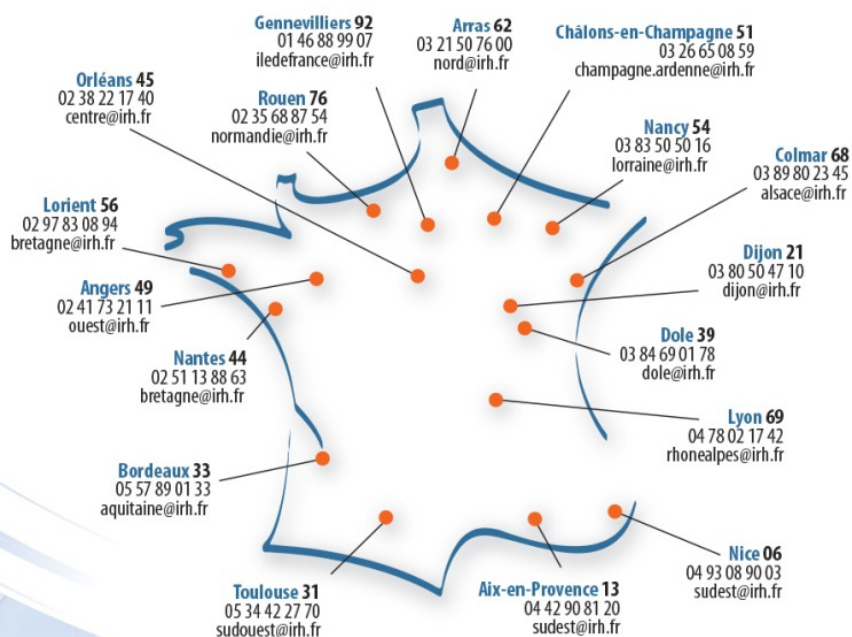 Gennevilliers 92
01 46 88 99 07
iledefrance@irh.fr
Arras 62
03 21 50 76 00
nord@irh.fr
Châlons-en-Champagne 51
03 26 65 08 59
champagne.ardenne@irh.fr
Orléans 45
02 38 22 17 40
centre@irh.fr
Rouen 76
02 35 68 87 54
normandie@irh.fr
Nancy 54
03 83 50 50 16
lorraine@irh.fr
Colmar 68
03 89 80 23 45
alsace@irh.fr
Lorient 56
02 97 83 08 94
bretagne@irh.fr
Dijon 21
03 80 50 47 10
dijon@irh.fr
Angers 49
02 41 73 21 11
ouest@irh.fr
Dole 39
03 84 69 01 78
dole@irh.fr
Nantes 44
02 51 13 88 63
bretagne@irh.fr
Lyon 69
04 78 02 17 42
rhonealpes@irh.fr
Bordeaux 33
05 57 89 01 33
aquitaine@irh.fr
Nice 06
04 93 08 90 03
sudest@irh.fr
Toulouse 31
05 34 42 27 70
sudouest@irh.fr
Aix-en-Provence 13
04 42 90 81 20
sudest@irh.fr